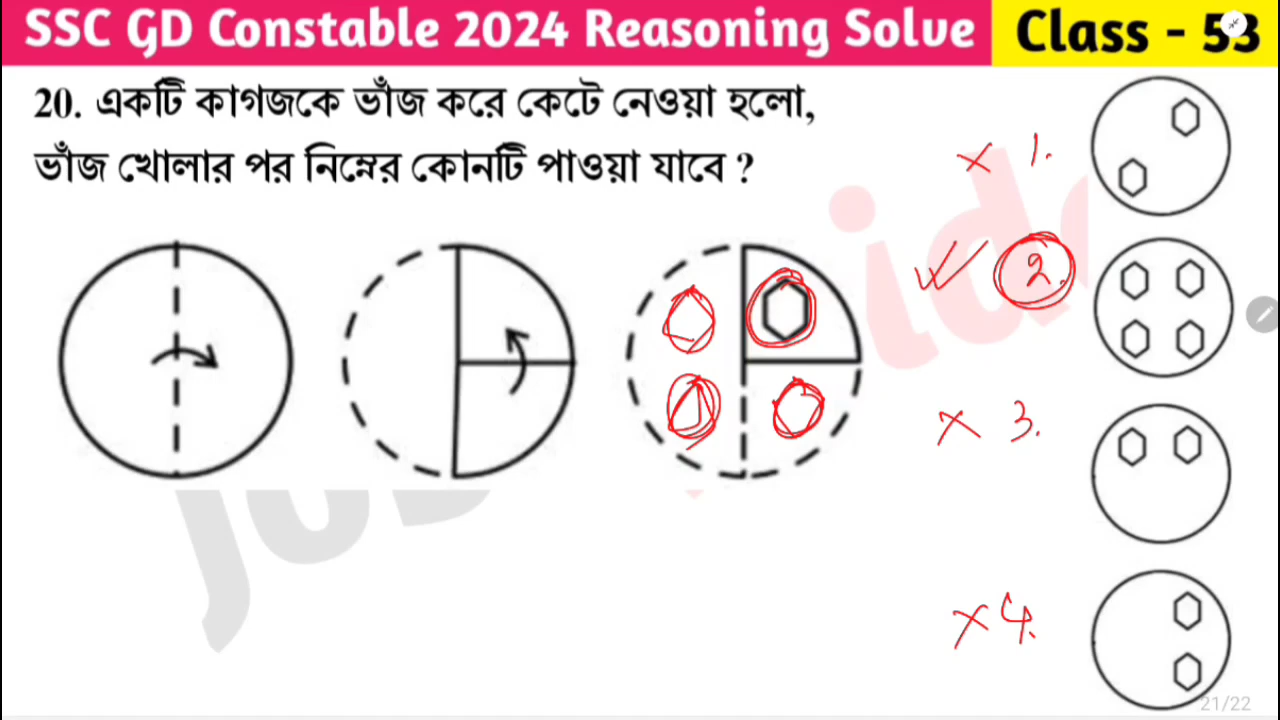 SSC GD Constable 2024 Reasoning Solve
Class - 53
20. একটি কাগজকে ভাঁজ করে কেটে নেওয়া হলো,
ভাঁজ খোলার পর নিম্নের কোনটি পাওয়া যাবে ?
1.
2.
3.
4.
21/22